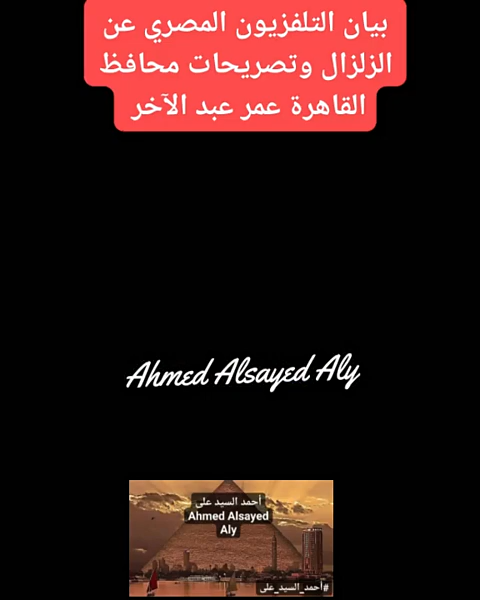 بيان التلفزيون المصري عن
الزلزال وتصريحات محافظ
القاهرة عمر عبد الآخر
Ahmed Alsayed Aly
أحمد السيد على
Ahmed Alsayed
Aly
#أحمد_السيد_على